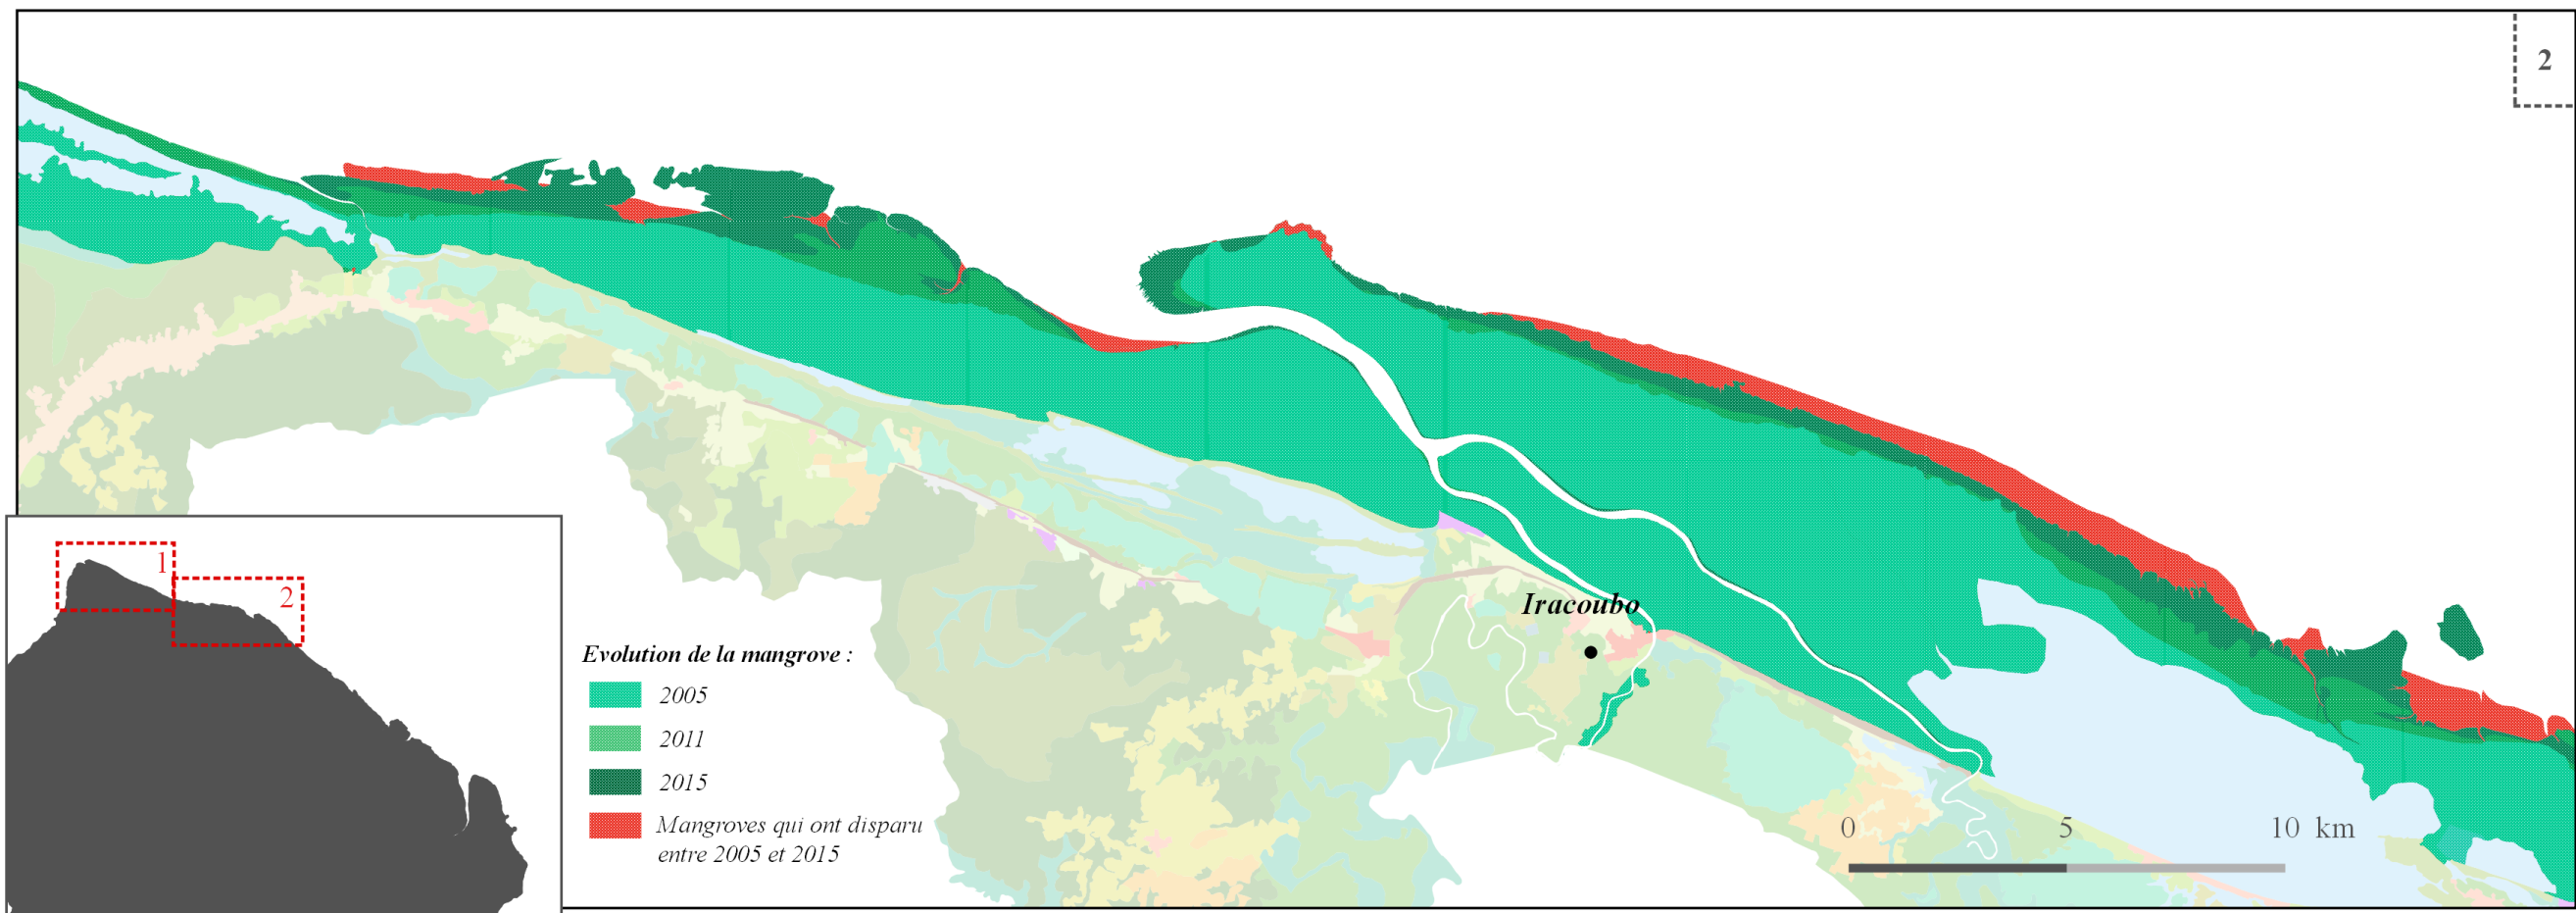 2
1
2
Iracoubo
Evolution de la mangrove :
2005
2011
2015
Mangroves qui ont disparu
entre 2005 et 2015
0 5 10 km